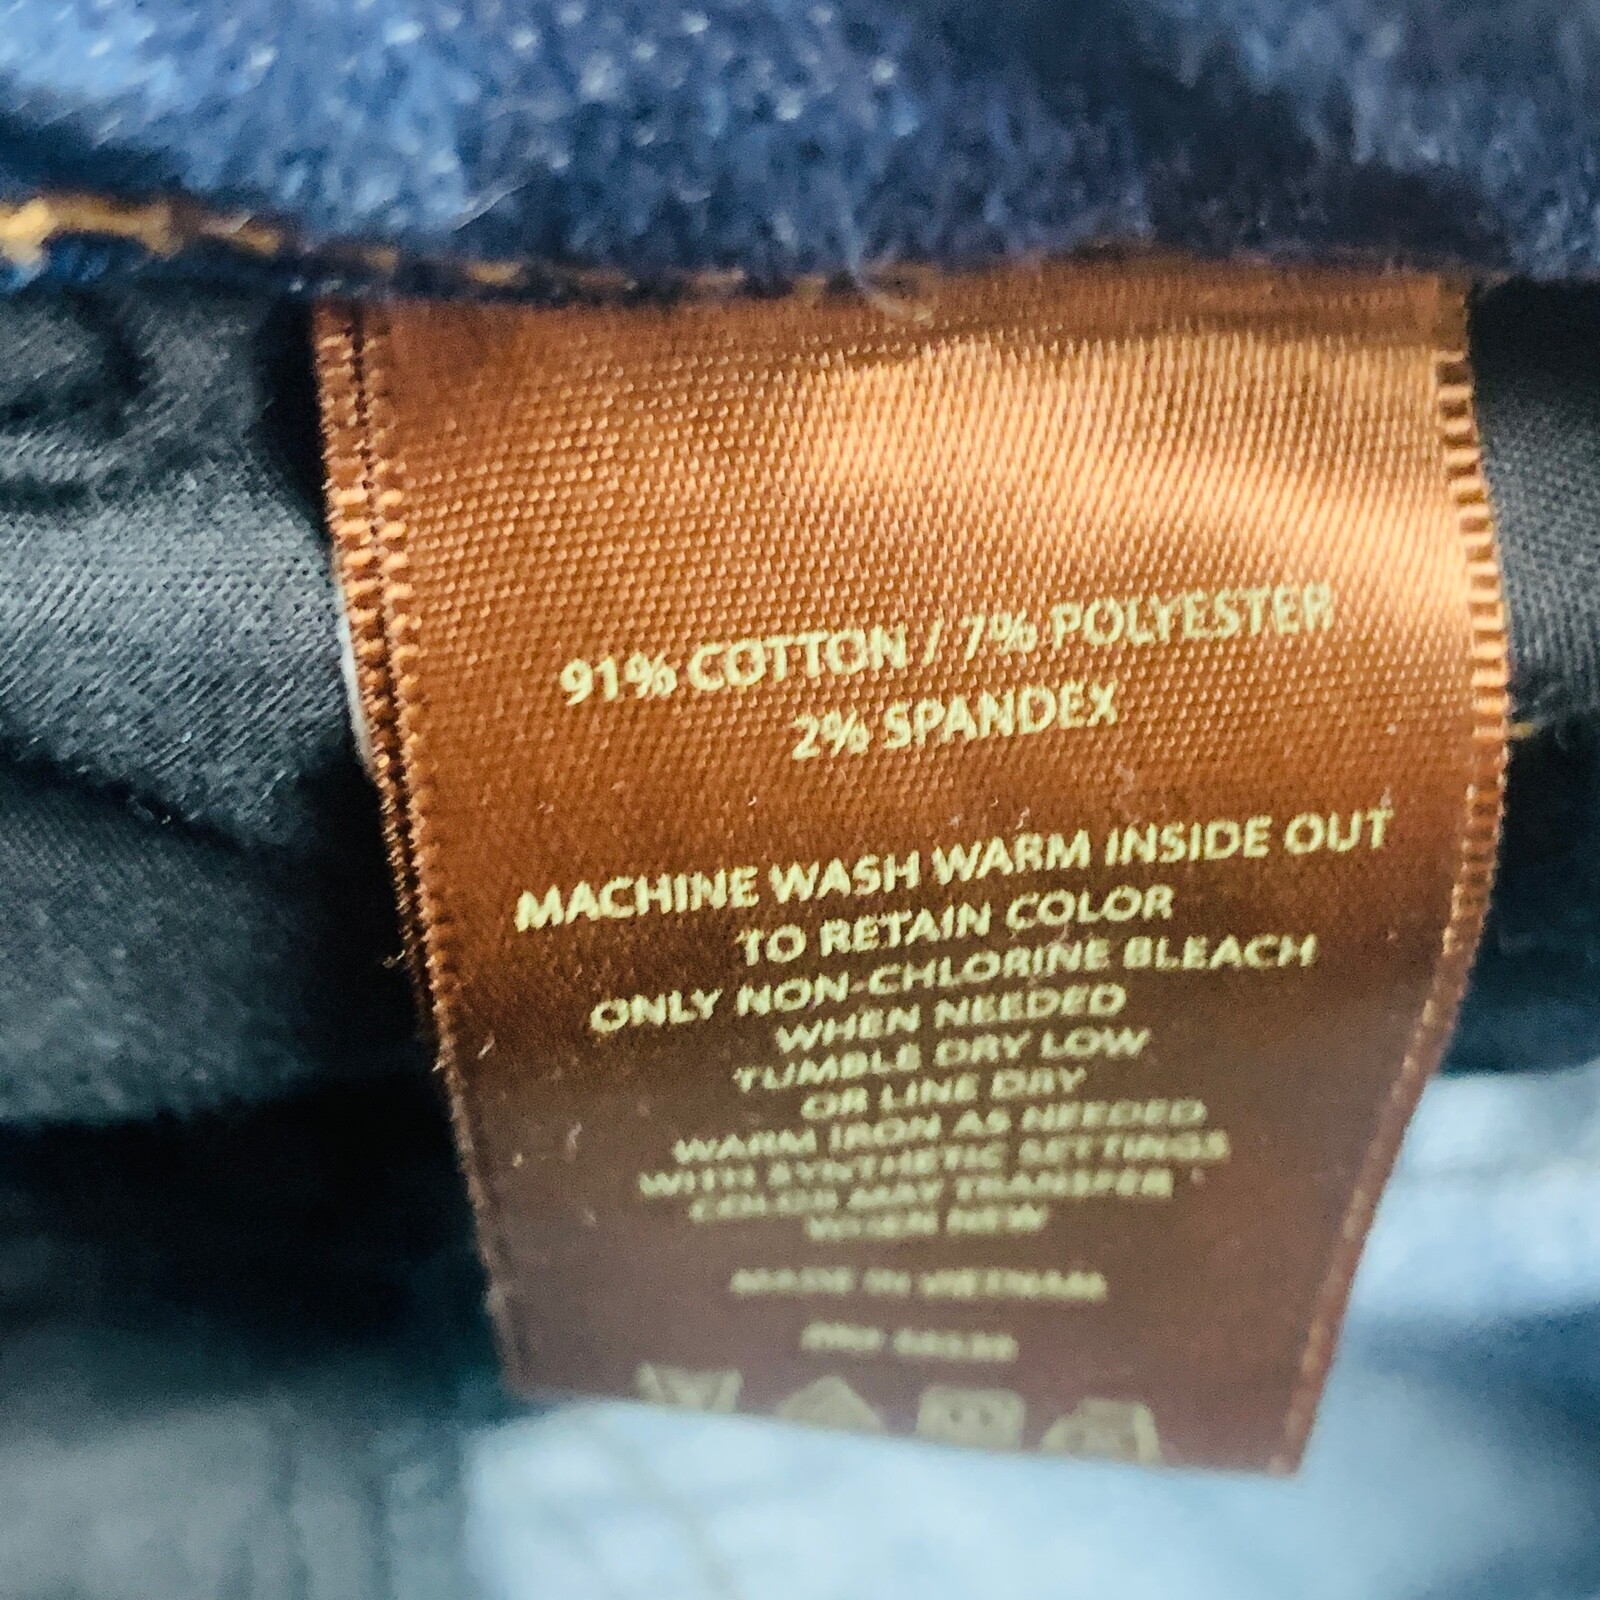 91% COTTON / 7% POLYESTER
2% SPANDEX
MACHINE WASH WARM INSIDE OUT
TO RETAIN COLOR
ONLY NON-CHLORINE BLEACH
WHEN NEEDED
TUMBLE DRY LOW
OR LINE DRY
WARM IRON AS NEEDED
WITH SYNTHETIC SETTINGS
COLOR MAY TRANSFER
WHEN NEW
MADE IN VIETNAM